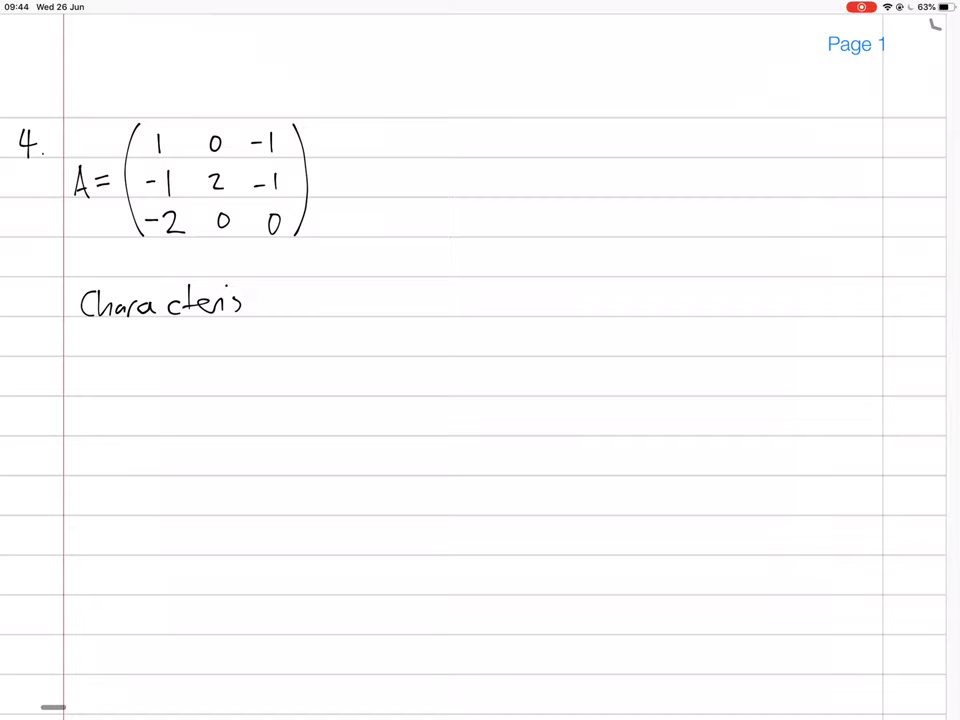 09:44 Wed 26 Jun 63%
Page 1
4.
A = ( 1 0 -1
-1 2 -1
-2 0 0 )
Characteris